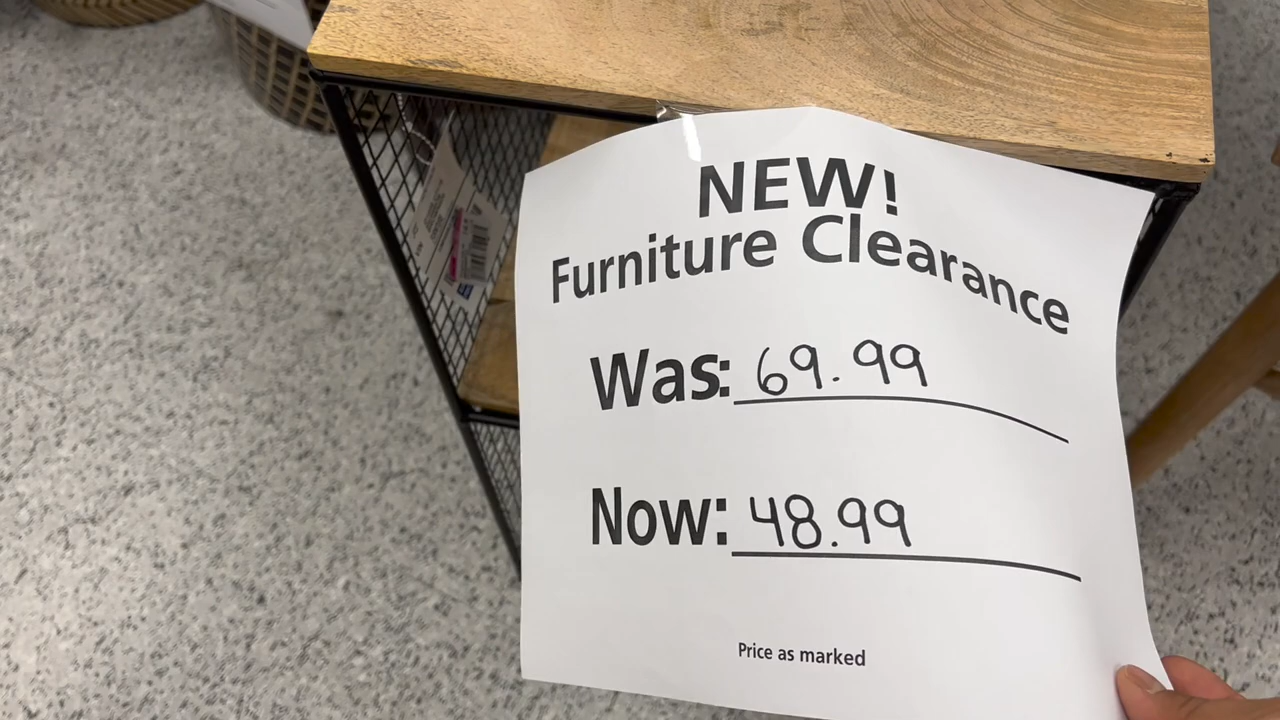 NEW!
Furniture Clearance
Was: 69.99
Now: 48.99
Price as marked